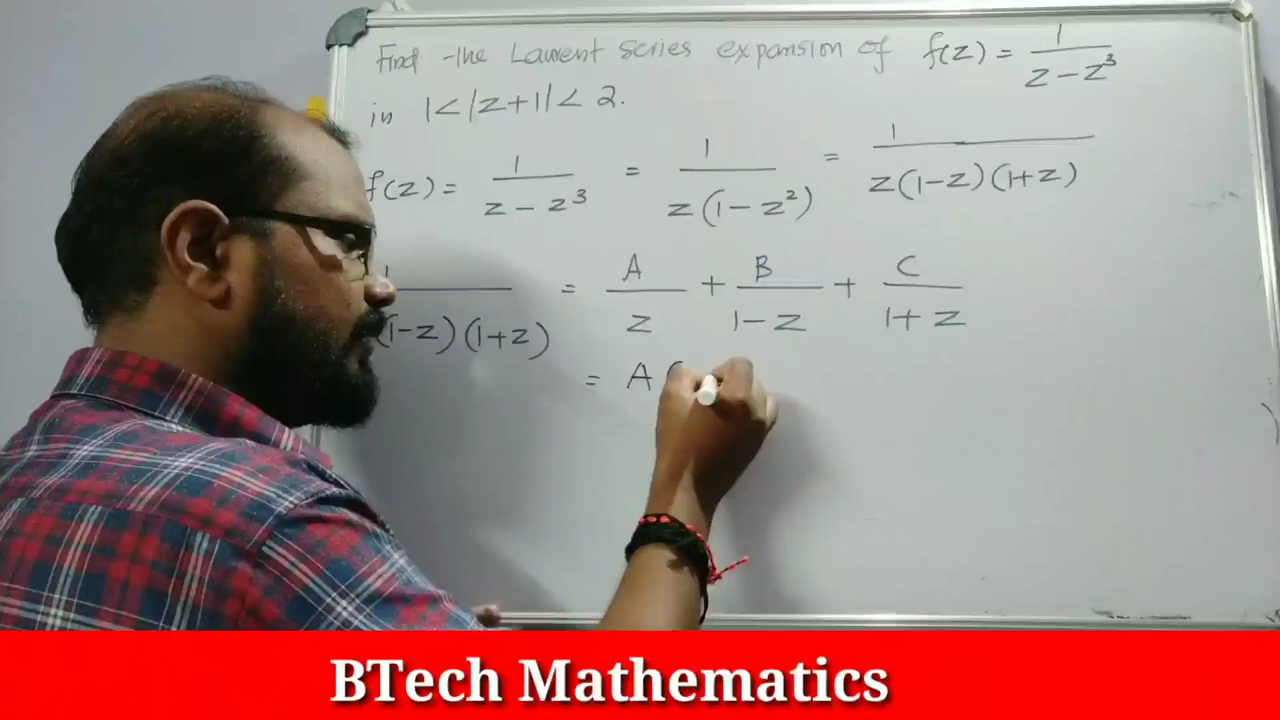 Find the Laurent series expansion of f(z) = 1/(z - z³)
in 1 < |z+1| < 2.
f(z) = 1/(z - z³) = 1/(z(1 - z²)) = 1/(z(1-z)(1+z))
1/((1-z)(1+z)) = A/z + B/(1-z) + C/(1+z)
= A (
BTech Mathematics